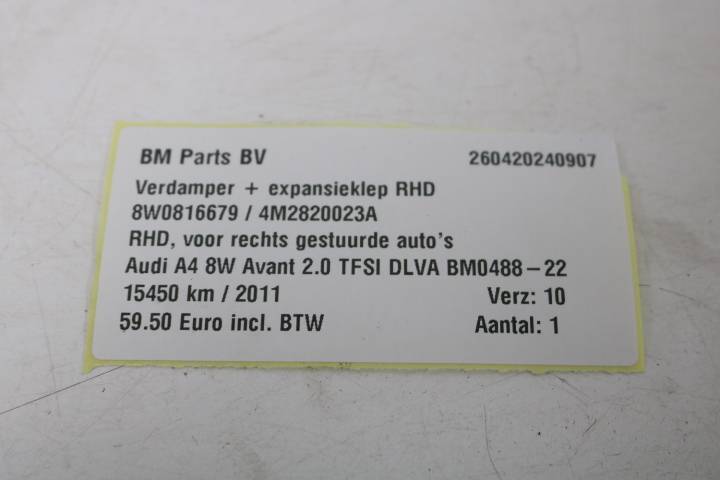 BM Parts BV 260420240907
Verdamper + expansieklep RHD
8W0816679 / 4M2820023A
RHD, voor rechts gestuurde auto's
Audi A4 8W Avant 2.0 TFSI DLVA BM0488-22
15450 km / 2011 Verz: 10
59.50 Euro incl. BTW Aantal: 1